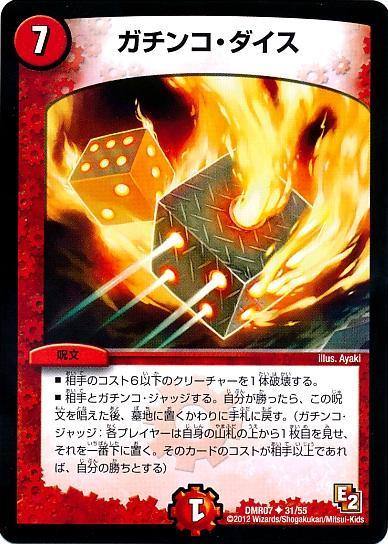 7
ガチンコ・ダイス
呪文
illus. Ayaki
■ 相手のコスト6以下のクリーチャーを1体破壊する。
■ 相手とガチンコ・ジャッジする。自分が勝ったら、この呪
文を唱えた後、墓地に置くかわりに手札に戻す。(ガチンコ・
ジャッジ：各プレイヤーは自身の山札の上から1枚目を見せ、
それを一番下に置く。そのカードのコストが相手以上であれ
ば、自分の勝ちとする)
1
E2
DMR07 ◆ 31/55
©2012 Wizards/Shogakukan/Mitsui-Kids